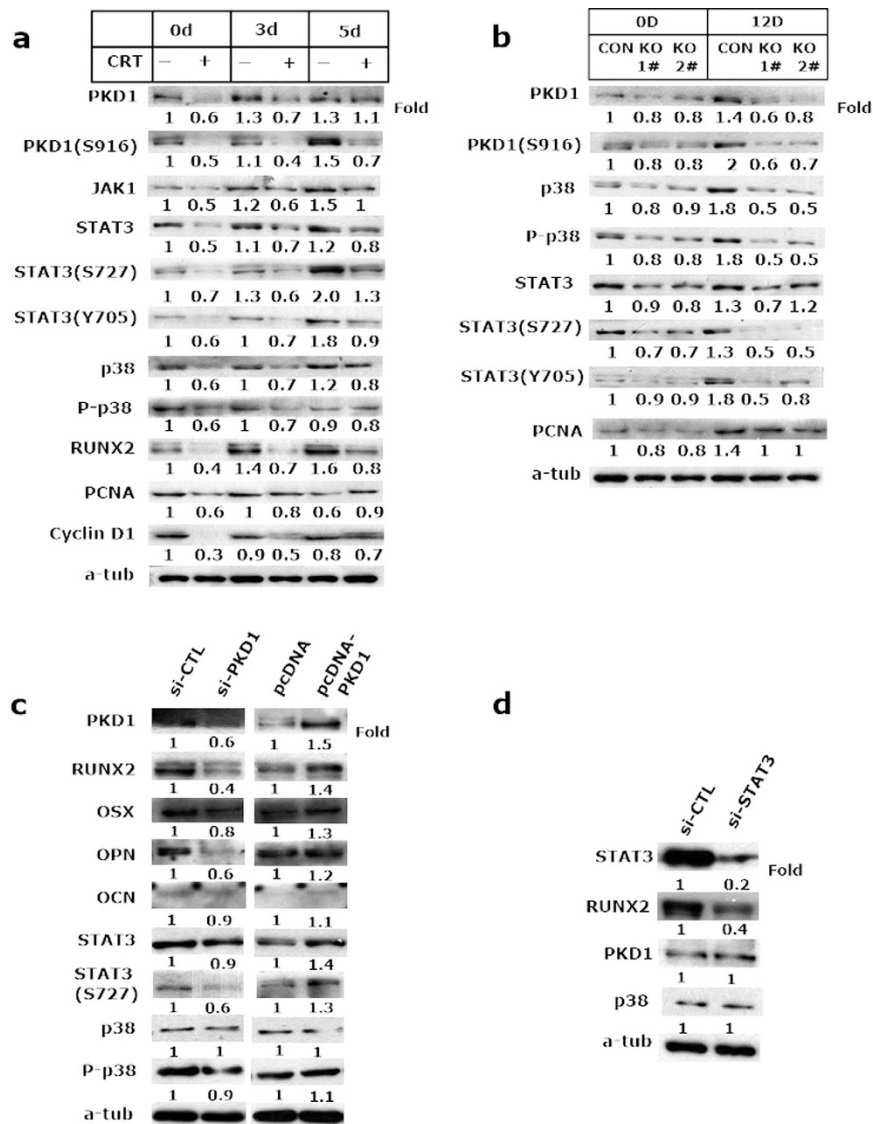 a
0d 3d 5d
CRT – + – + – +
PKD1
1 0.6 1.3 0.7 1.3 1.1
Fold
PKD1(S916)
1 0.5 1.1 0.4 1.5 0.7
JAK1
1 0.5 1.2 0.6 1.5 1
STAT3
1 0.5 1.1 0.7 1.2 0.8
STAT3(S727)
1 0.7 1.3 0.6 2.0 1.3
STAT3(Y705)
1 0.6 1 0.7 1.8 0.9
p38
1 0.6 1 0.7 1.2 0.8
P-p38
1 0.6 1 0.7 0.9 0.8
RUNX2
1 0.4 1.4 0.7 1.6 0.8
PCNA
1 0.6 1 0.8 0.6 0.9
Cyclin D1
1 0.3 0.9 0.5 0.8 0.7
a-tub
b
0D 12D
CON KO KO CON KO KO
1# 2# 1# 2#
PKD1
1 0.8 0.8 1.4 0.6 0.8
Fold
PKD1(S916)
1 0.8 0.8 2 0.6 0.7
p38
1 0.8 0.9 1.8 0.5 0.5
P-p38
1 0.8 0.8 1.8 0.5 0.5
STAT3
1 0.9 0.8 1.3 0.7 1.2
STAT3(S727)
1 0.7 0.7 1.3 0.5 0.5
STAT3(Y705)
1 0.9 0.9 1.8 0.5 0.8
PCNA
1 0.8 0.8 1.4 1 1
a-tub
c
si-CTL si-PKD1 pcDNA pcDNA-
PKD1
PKD1
1 0.6 1 1.5
Fold
RUNX2
1 0.4 1 1.4
OSX
1 0.8 1 1.3
OPN
1 0.6 1 1.2
OCN
1 0.9 1 1.1
STAT3
1 0.9 1 1.4
STAT3
(S727)
1 0.6 1 1.3
p38
1 1 1 1
P-p38
1 0.9 1 1.1
a-tub
d
si-CTL si-STAT3
STAT3
1 0.2
Fold
RUNX2
1 0.4
PKD1
1 1
p38
1 1
a-tub